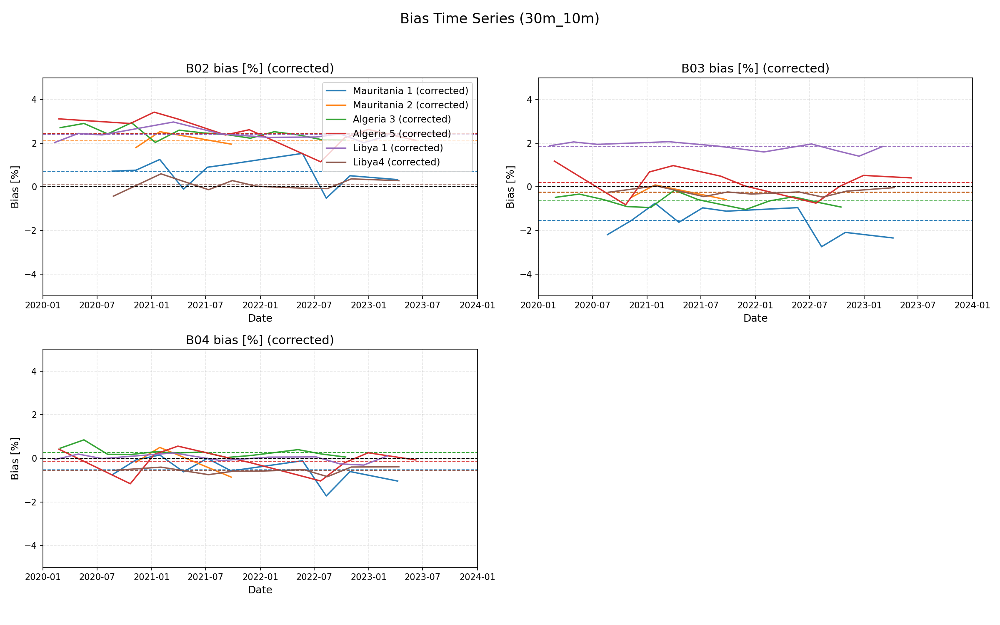 Bias Time Series (30m_10m)
B02 bias [%] (corrected)
Bias [%]
4
2
0
−2
−4
Mauritania 1 (corrected)
Mauritania 2 (corrected)
Algeria 3 (corrected)
Algeria 5 (corrected)
Libya 1 (corrected)
Libya4 (corrected)
2020-01 2020-07 2021-01 2021-07 2022-01 2022-07 2023-01 2023-07 2024-01
Date
B03 bias [%] (corrected)
Bias [%]
4
2
0
−2
−4
2020-01 2020-07 2021-01 2021-07 2022-01 2022-07 2023-01 2023-07 2024-01
Date
B04 bias [%] (corrected)
Bias [%]
4
2
0
−2
−4
2020-01 2020-07 2021-01 2021-07 2022-01 2022-07 2023-01 2023-07 2024-01
Date